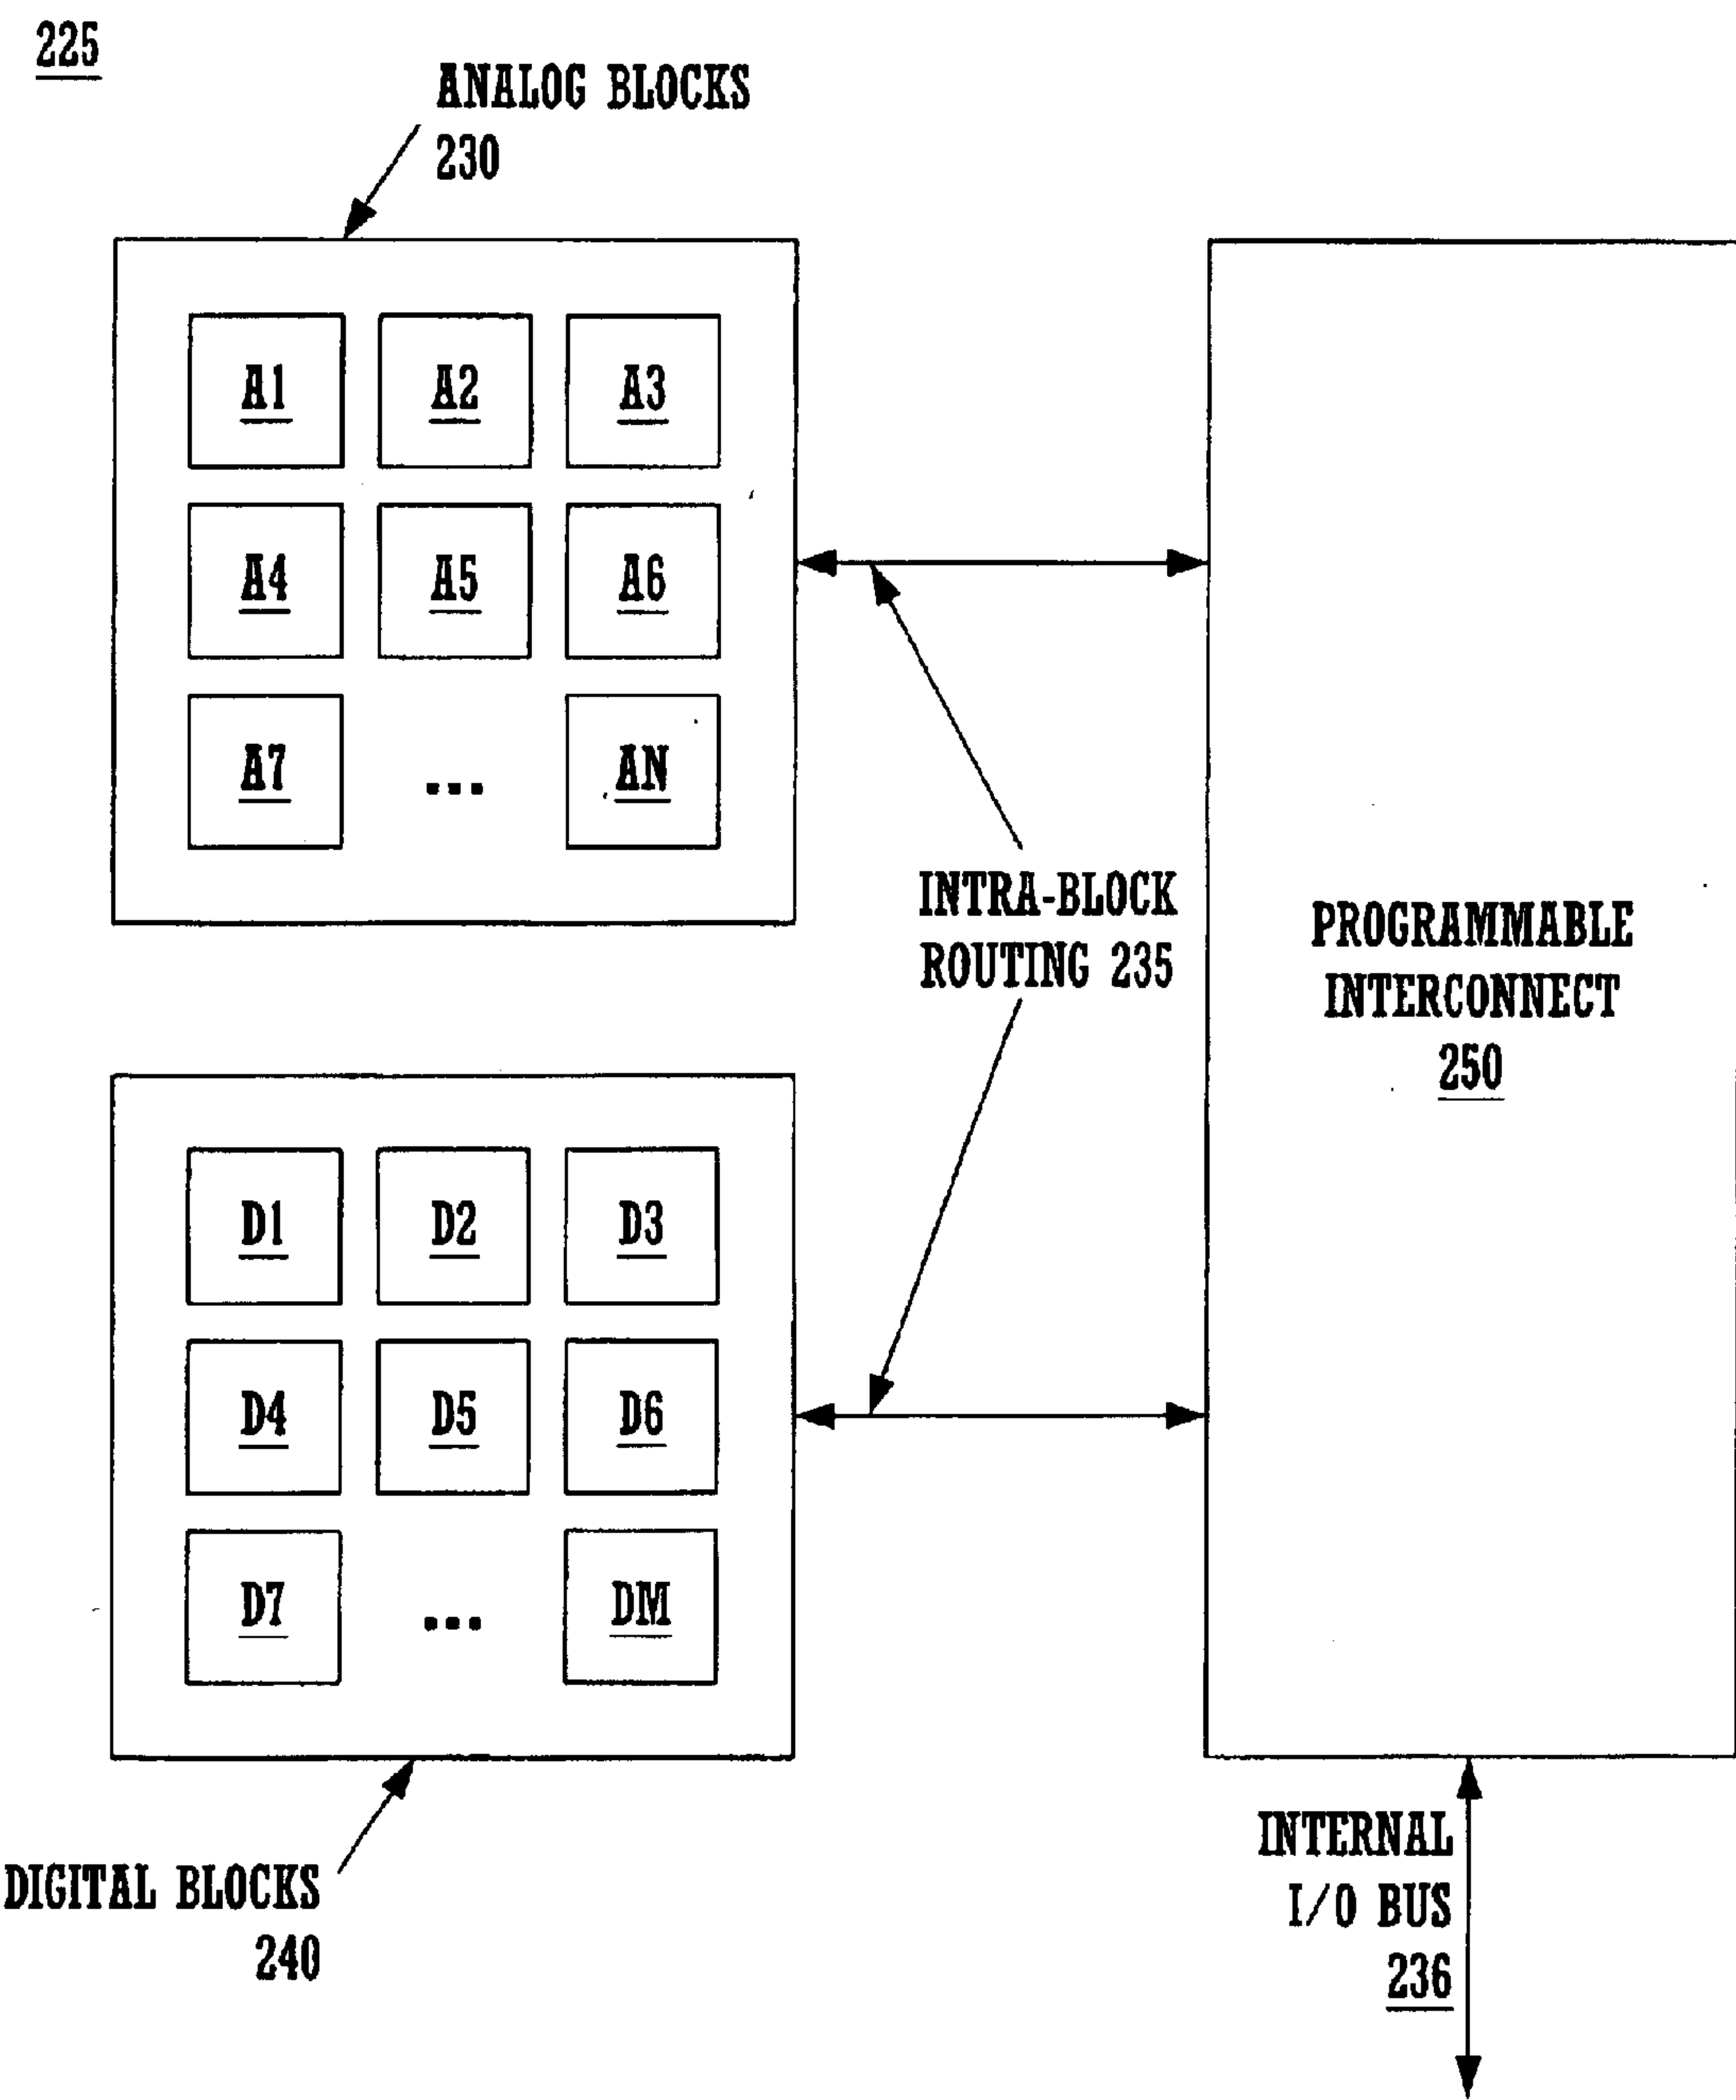 225
ANALOG BLOCKS
230
A1 A2 A3
A4 A5 A6
A7 ... AN
INTRA-BLOCK
ROUTING 235
PROGRAMMABLE
INTERCONNECT
250
D1 D2 D3
D4 D5 D6
D7 ... DM
DIGITAL BLOCKS
240
INTERNAL
I/O BUS
236